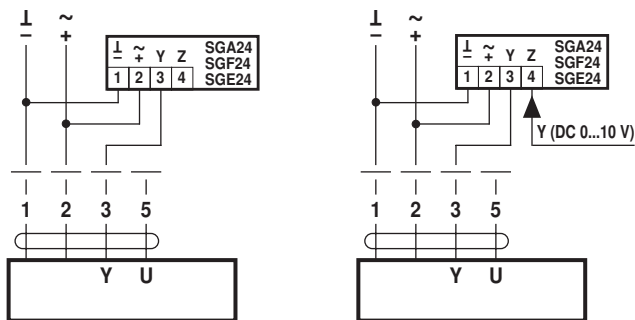 ⊥ ~
– +
⊥ ~ Y Z SGA24
– + SGF24
1 2 3 4 SGE24
1 2 3 5
Y U
⊥ ~
– +
⊥ ~ Y Z SGA24
– + SGF24
1 2 3 4 SGE24
Y (DC 0...10 V)
1 2 3 5
Y U